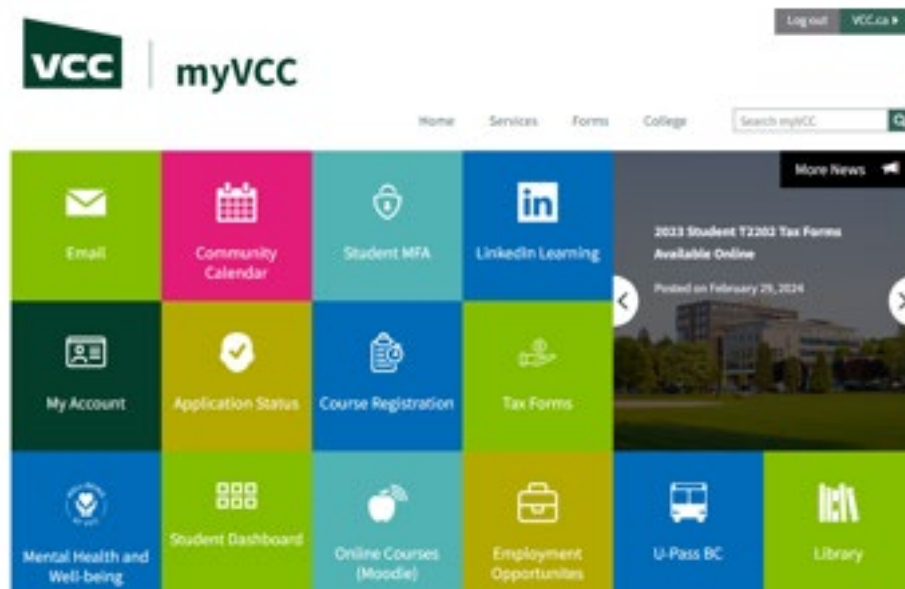 Log out VCC.ca
VCC myVCC
Home Services Forms College Search myVCC
More News
Email
Community
Calendar
Student MFA
LinkedIn Learning
2023 Student T2202 Tax Forms
Available Online
Posted on February 29, 2024
My Account
Application Status
Course Registration
Tax Forms
Mental Health and
Well-being
Student Dashboard
Online Courses
(Moodle)
Employment
Opportunites
U-Pass BC
Library